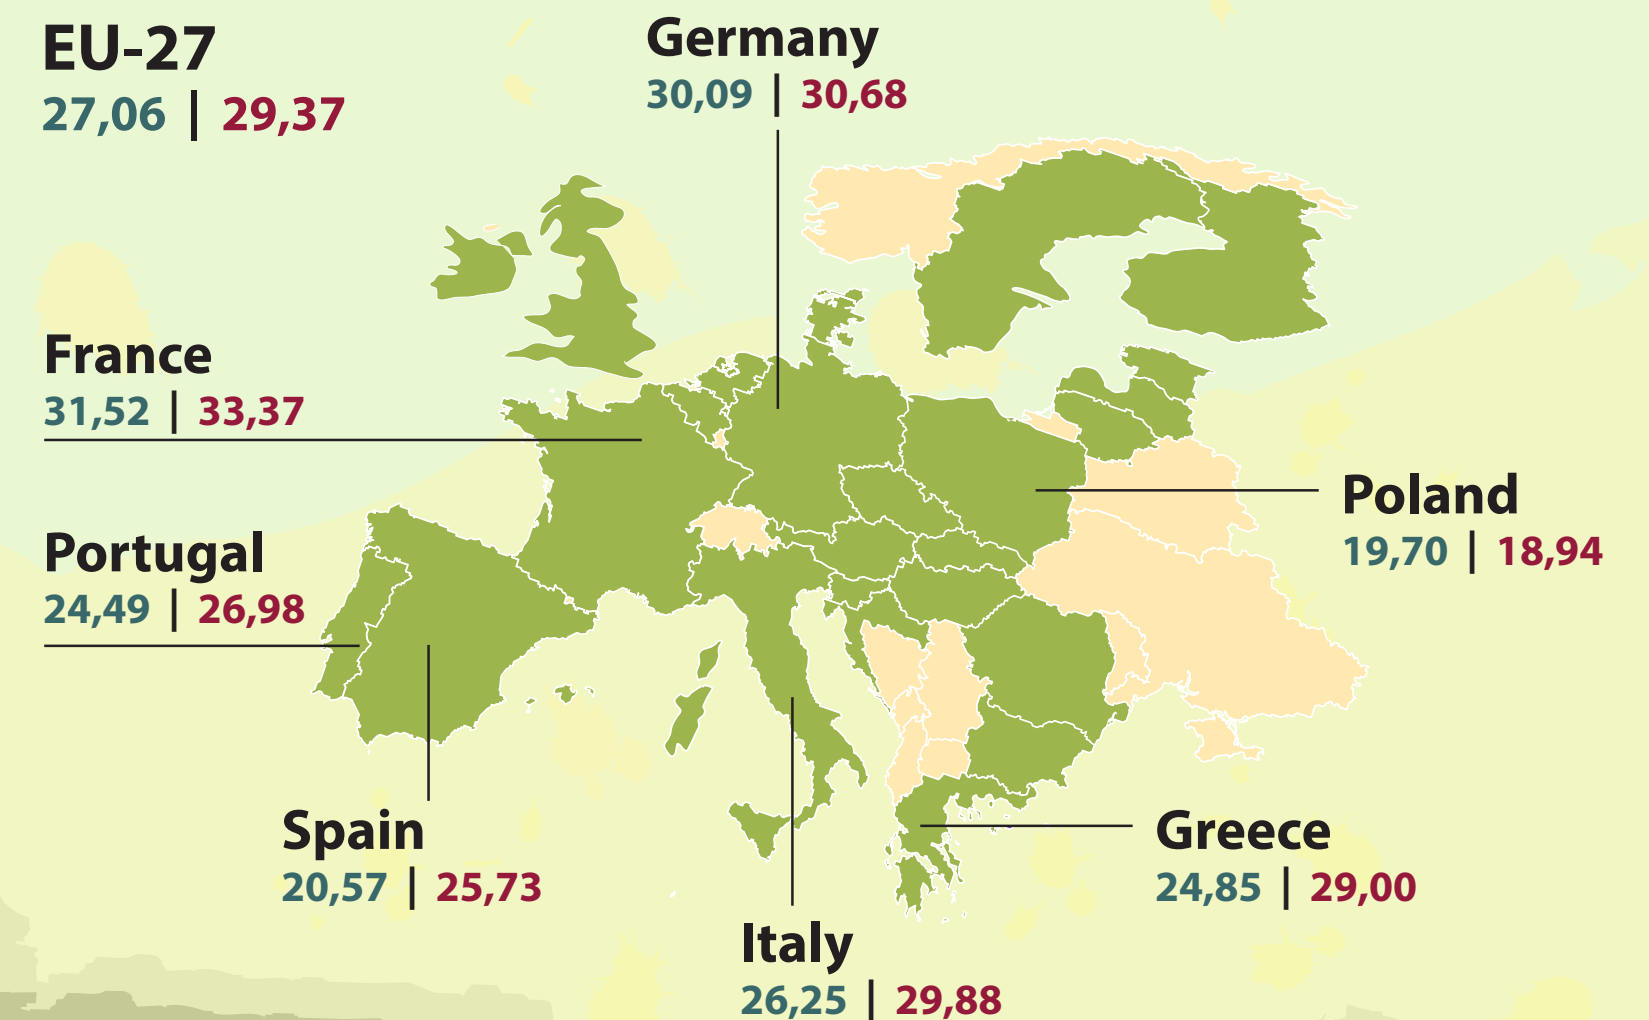 EU-27
27,06 | 29,37
Germany
30,09 | 30,68
France
31,52 | 33,37
Poland
19,70 | 18,94
Portugal
24,49 | 26,98
Spain
20,57 | 25,73
Greece
24,85 | 29,00
Italy
26,25 | 29,88